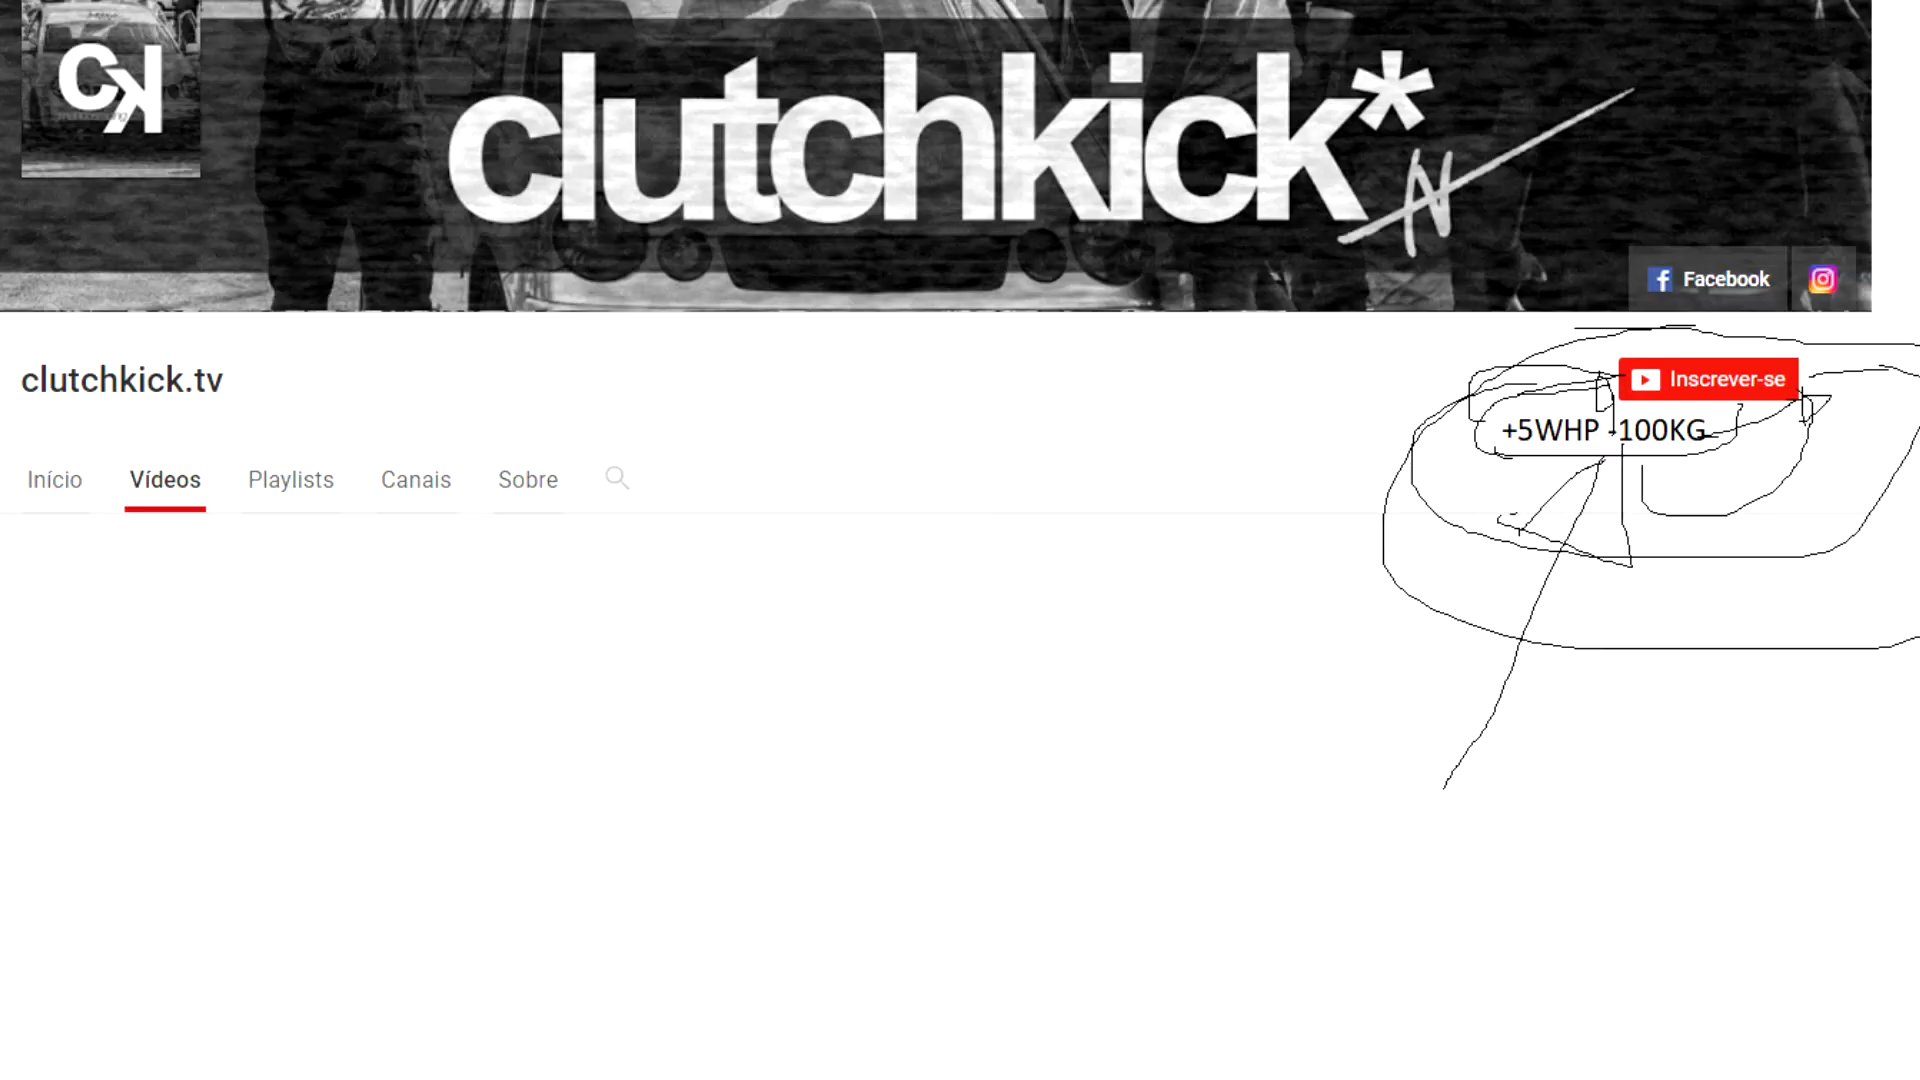 CK
clutchkick*
Facebook
clutchkick.tv
Inscrever-se
+5WHP -100KG
Início Vídeos Playlists Canais Sobre